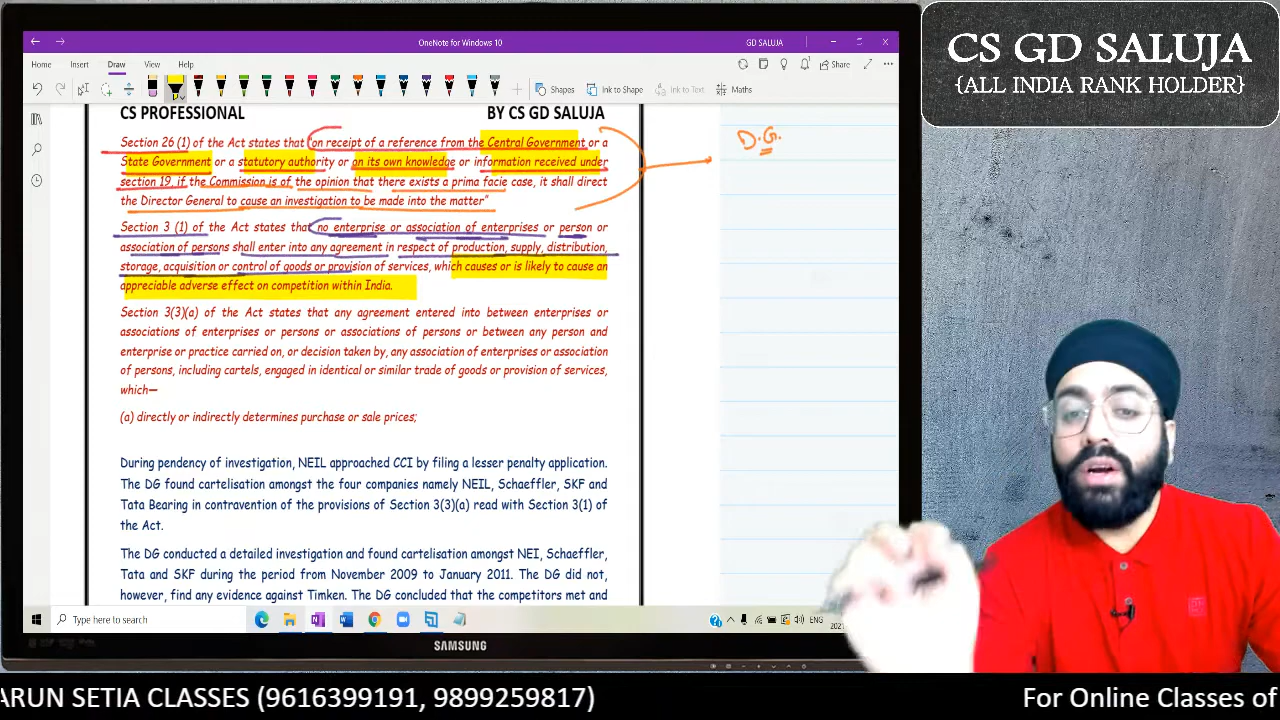 OneNote for Windows 10
GD SALUJA
Home
Insert
Draw
View
Help
Share
Shapes
Ink to Shape
Ink to Text
Maths
CS PROFESSIONAL
BY CS GD SALUJA
Section 26 (1) of the Act states that "on receipt of a reference from the Central Government or a
State Government or a statutory authority or on its own knowledge or information received under
section 19, if the Commission is of the opinion that there exists a prima facie case, it shall direct
the Director General to cause an investigation to be made into the matter"
Section 3 (1) of the Act states that no enterprise or association of enterprises or person or
association of persons shall enter into any agreement in respect of production, supply, distribution,
storage, acquisition or control of goods or provision of services, which causes or is likely to cause an
appreciable adverse effect on competition within India.
Section 3(3)(a) of the Act states that any agreement entered into between enterprises or
associations of enterprises or persons or associations of persons or between any person and
enterprise or practice carried on, or decision taken by, any association of enterprises or association
of persons, including cartels, engaged in identical or similar trade of goods or provision of services,
which—
(a) directly or indirectly determines purchase or sale prices;
During pendency of investigation, NEIL approached CCI by filing a lesser penalty application.
The DG found cartelisation amongst the four companies namely NEIL, Schaeffler, SKF and
Tata Bearing in contravention of the provisions of Section 3(3)(a) read with Section 3(1) of
the Act.
The DG conducted a detailed investigation and found cartelisation amongst NEI, Schaeffler,
Tata and SKF during the period from November 2009 to January 2011. The DG did not,
however, find any evidence against Timken. The DG concluded that the competitors met and
D.G.
Type here to search
ENG
SAMSUNG
CS GD SALUJA
{ALL INDIA RANK HOLDER}
ARUN SETIA CLASSES (9616399191, 9899259817)
For Online Classes of